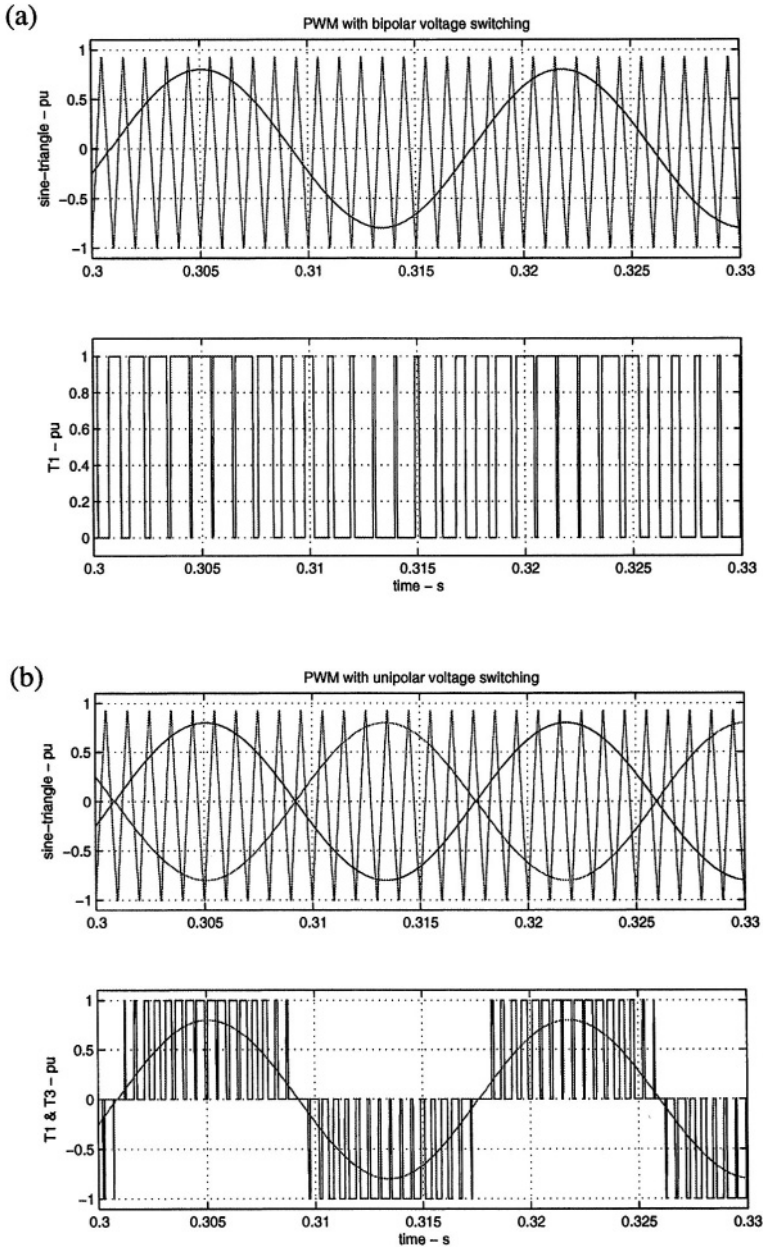 (a)
PWM with bipolar voltage switching
sine-triangle - pu
1
0.5
0
-0.5
-1
0.3 0.305 0.31 0.315 0.32 0.325 0.33
T1 - pu
1
0.8
0.6
0.4
0.2
0
0.3 0.305 0.31 0.315 0.32 0.325 0.33
time - s
(b)
PWM with unipolar voltage switching
sine-triangle - pu
1
0.5
0
-0.5
-1
0.3 0.305 0.31 0.315 0.32 0.325 0.33
T1 & T3 - pu
1
0.5
0
-0.5
-1
0.3 0.305 0.31 0.315 0.32 0.325 0.33
time - s